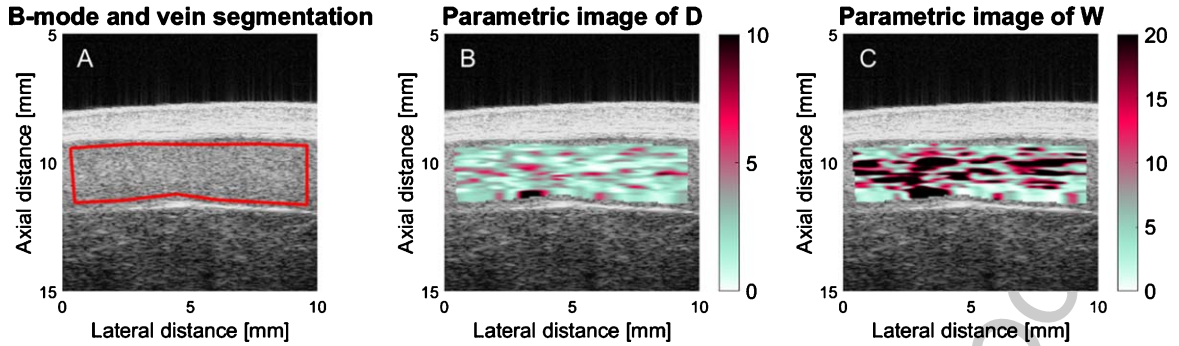 B-mode and vein segmentation
Parametric image of D
Parametric image of W
A
B
C
5
10
15
0
5
10
Axial distance [mm]
Lateral distance [mm]
5
10
15
0
5
10
Axial distance [mm]
Lateral distance [mm]
10
5
0
5
10
15
0
5
10
Axial distance [mm]
Lateral distance [mm]
20
15
10
5
0